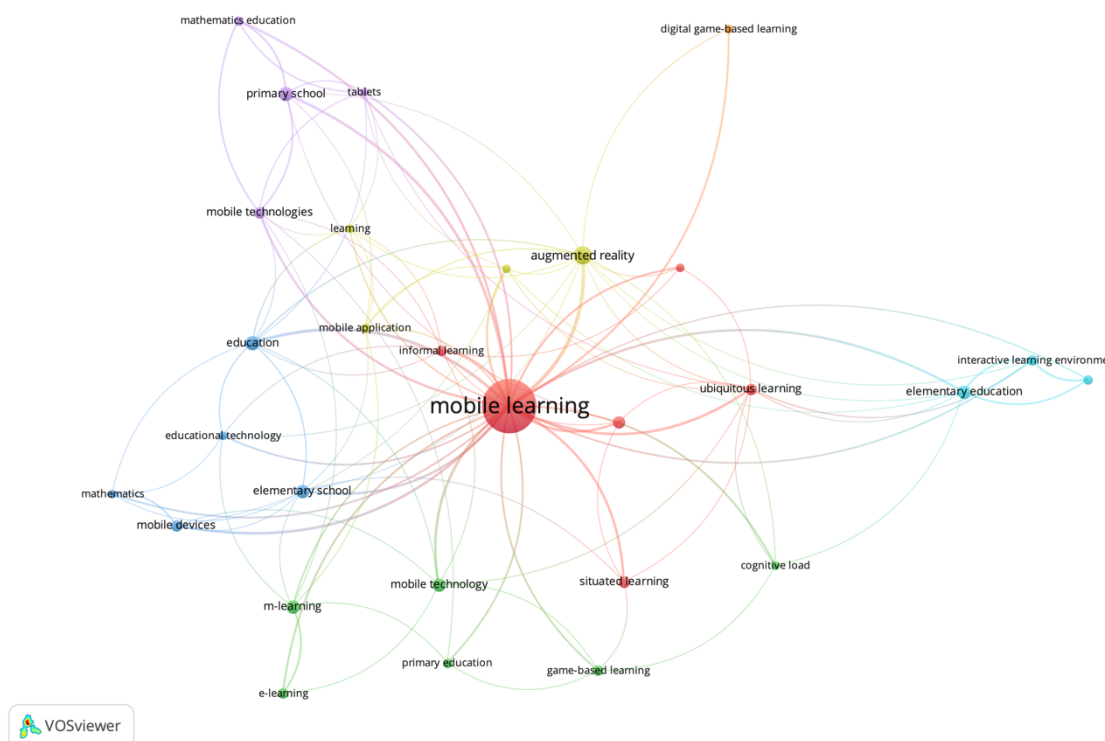 mathematics education
digital game-based learning
primary school
tablets
mobile technologies
learning
augmented reality
mobile application
education
informal learning
interactive learning environme
ubiquitous learning
elementary education
mobile learning
educational technology
mathematics
elementary school
mobile devices
cognitive load
mobile technology
situated learning
m-learning
primary education
game-based learning
e-learning
VOSviewer